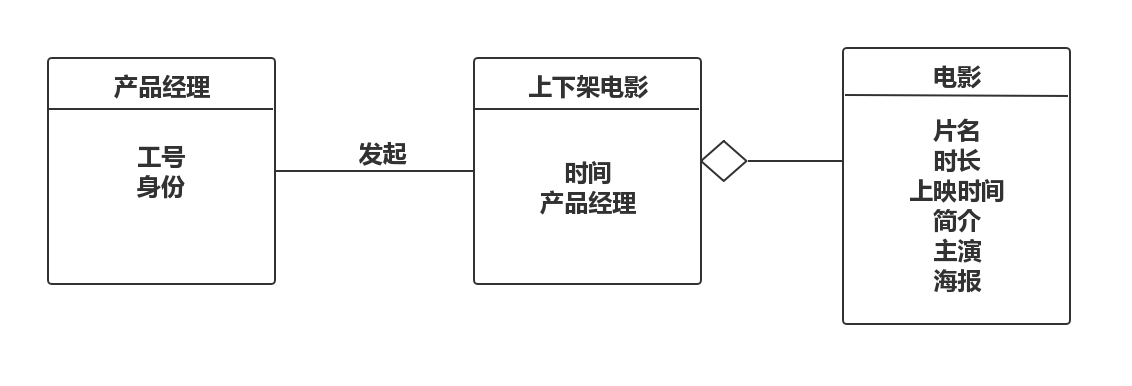 产品经理
工号
身份
发起
上下架电影
时间
产品经理
电影
片名
时长
上映时间
简介
主演
海报